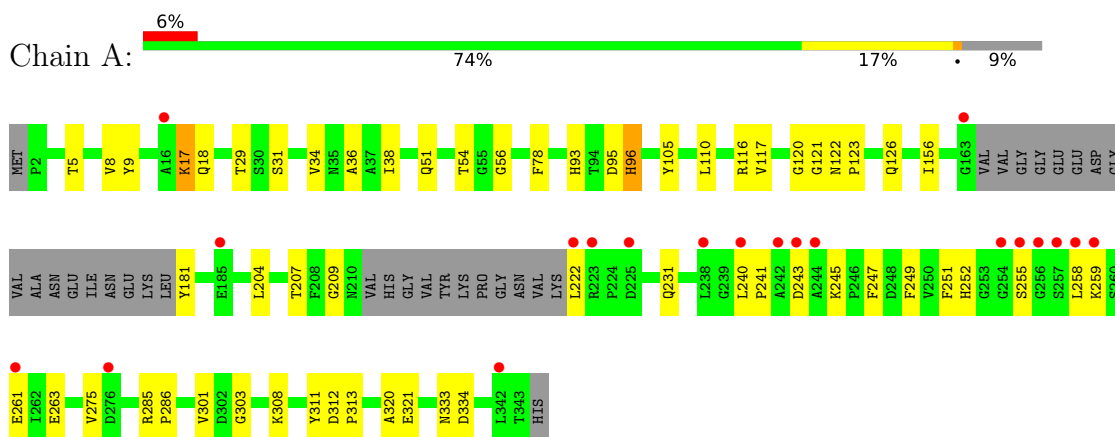 6%
Chain A:
74% 17% • 9%
MET P2 T5 V8 Y9 A16 K17 Q18 T29 S30 S31 V34 N35 A36 A37 I38 Q51 T54 G55 G56 F78 H93 T94 D95 H96 Y105 L110 R116 V117 G120 G121 N122 P123 Q126 I156 G163 VAL VAL GLY GLY GLU GLU ASP GLY
VAL ALA ASN GLU ILE ASN GLU LYS LEU Y181 E185 L204 T207 F208 G209 N210 VAL HIS GLY VAL TYR LYS PRO GLY ASN VAL LYS L222 R223 P224 D225 Q231 L238 G239 L240 P241 A242 D243 A244 K245 P246 F247 D248 F249 V250 F251 H252 G253 G254 S255 G256 S257 L258 K259 S260
E261 I262 E263 V275 D276 R285 P286 V301 D302 G303 K308 Y311 D312 P313 A320 E321 N333 D334 L342 T343 HIS